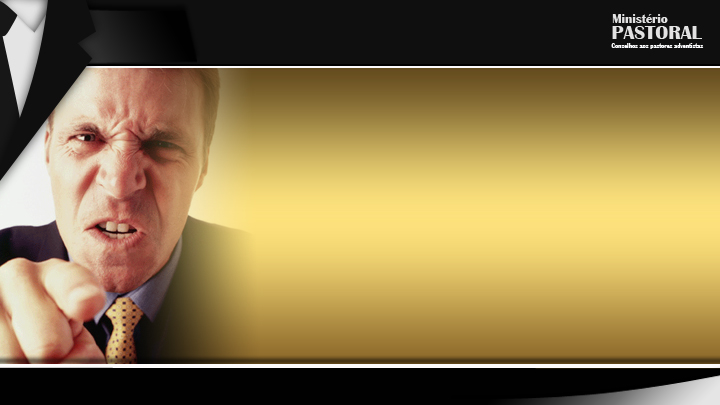 Ministério
PASTORAL
Conselhos aos pastores adventistas